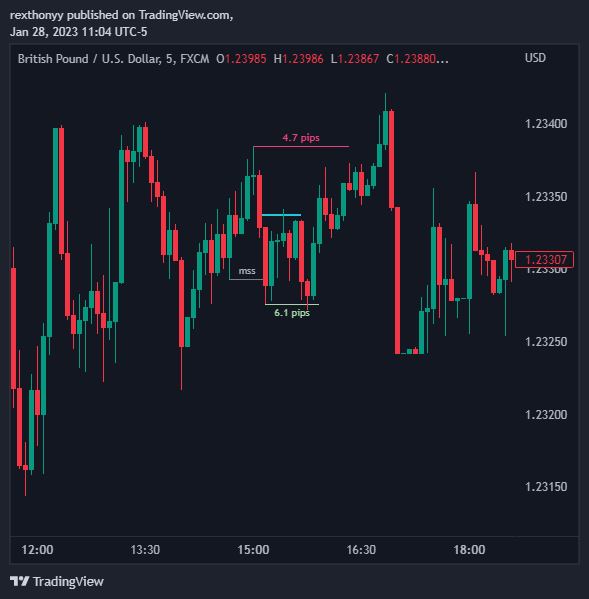 rexthonyy published on TradingView.com,
Jan 28, 2023 11:04 UTC-5
British Pound / U.S. Dollar, 5, FXCM O1.23985 H1.23986 L1.23867 C1.23880...
USD
1.23400
4.7 pips
1.23350
mss
1.23307
1.23300
6.1 pips
1.23250
1.23200
1.23150
12:00 13:30 15:00 16:30 18:00
TradingView